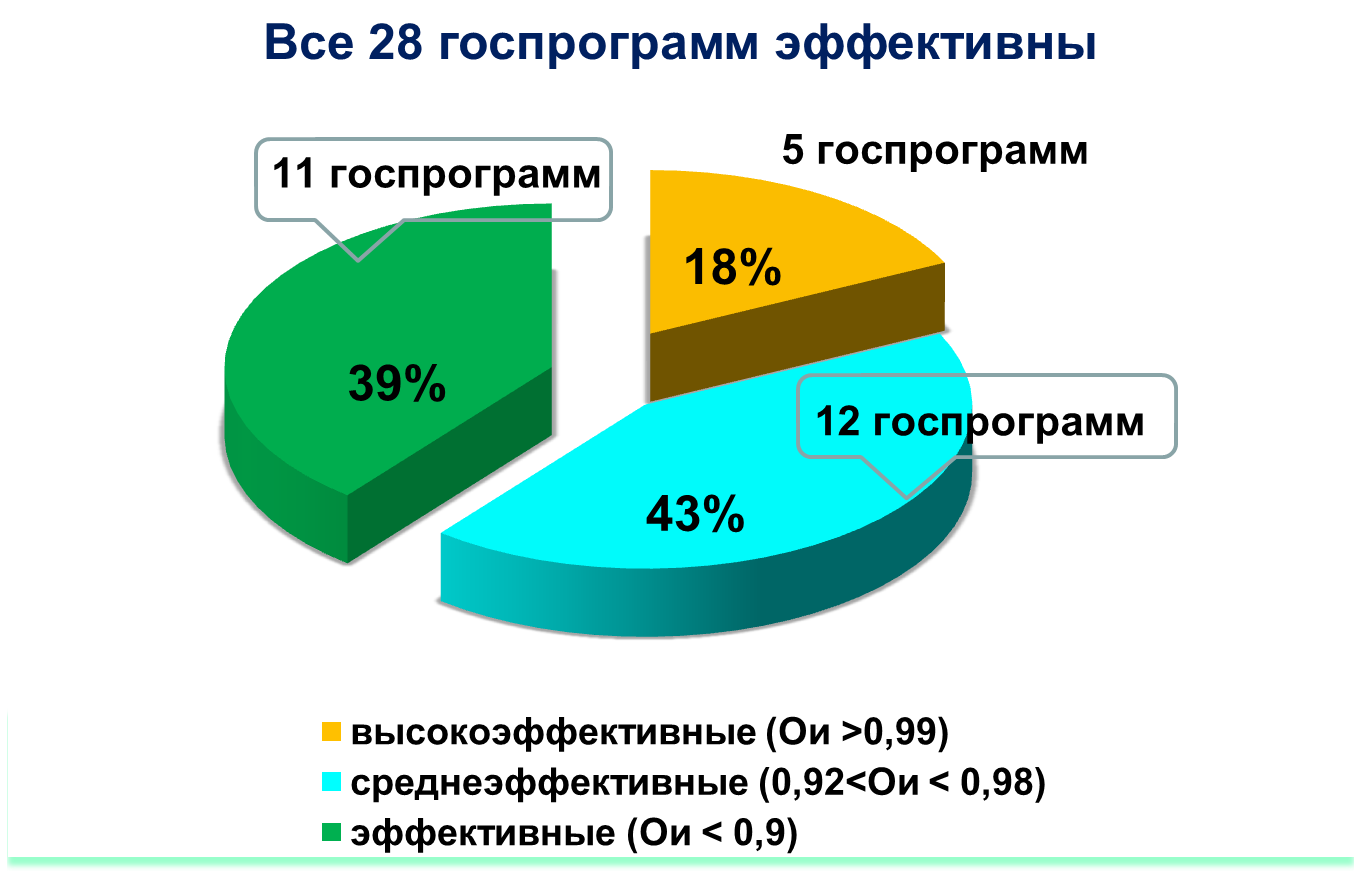 Все 28 госпрограмм эффективны
11 госпрограмм
5 госпрограмм
18%
39%
12 госпрограмм
43%
высокоэффективные (Ои >0,99)
среднеэффективные (0,92<Ои < 0,98)
эффективные (Ои < 0,9)